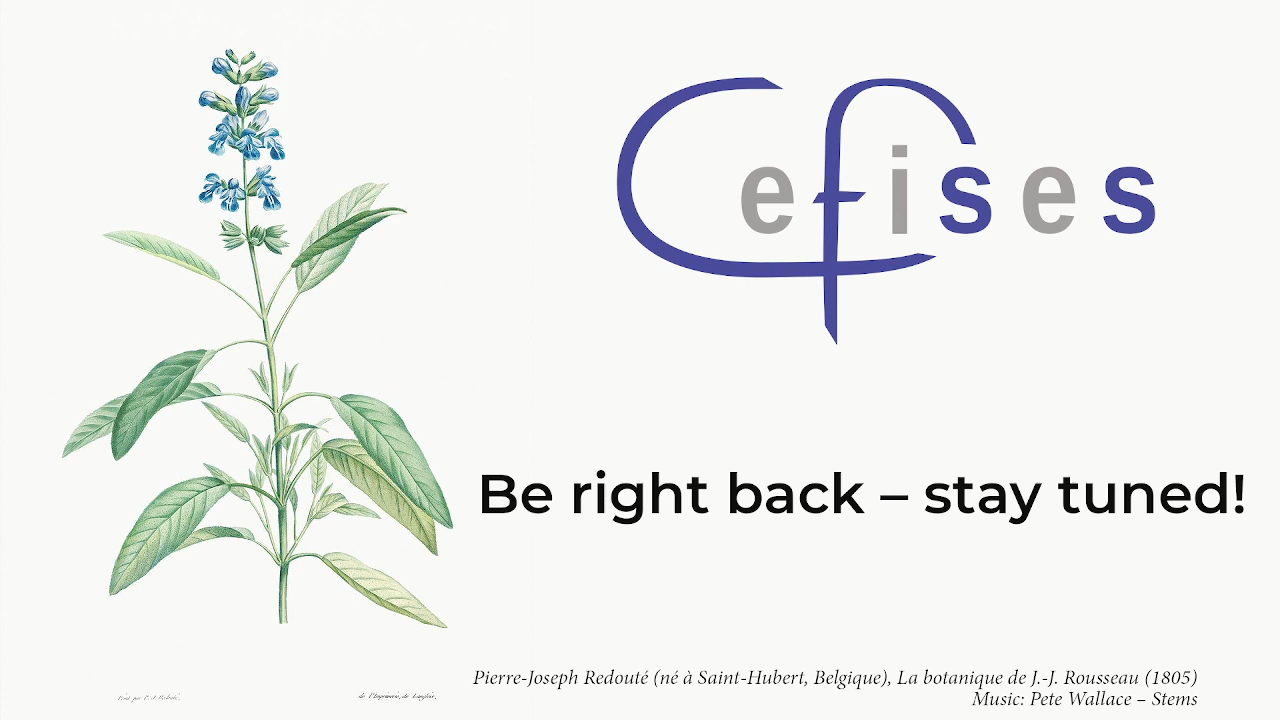 Cefises
Be right back – stay tuned!
Pierre-Joseph Redouté (né à Saint-Hubert, Belgique), La botanique de J.-J. Rousseau (1805)
Music: Pete Wallace – Stems